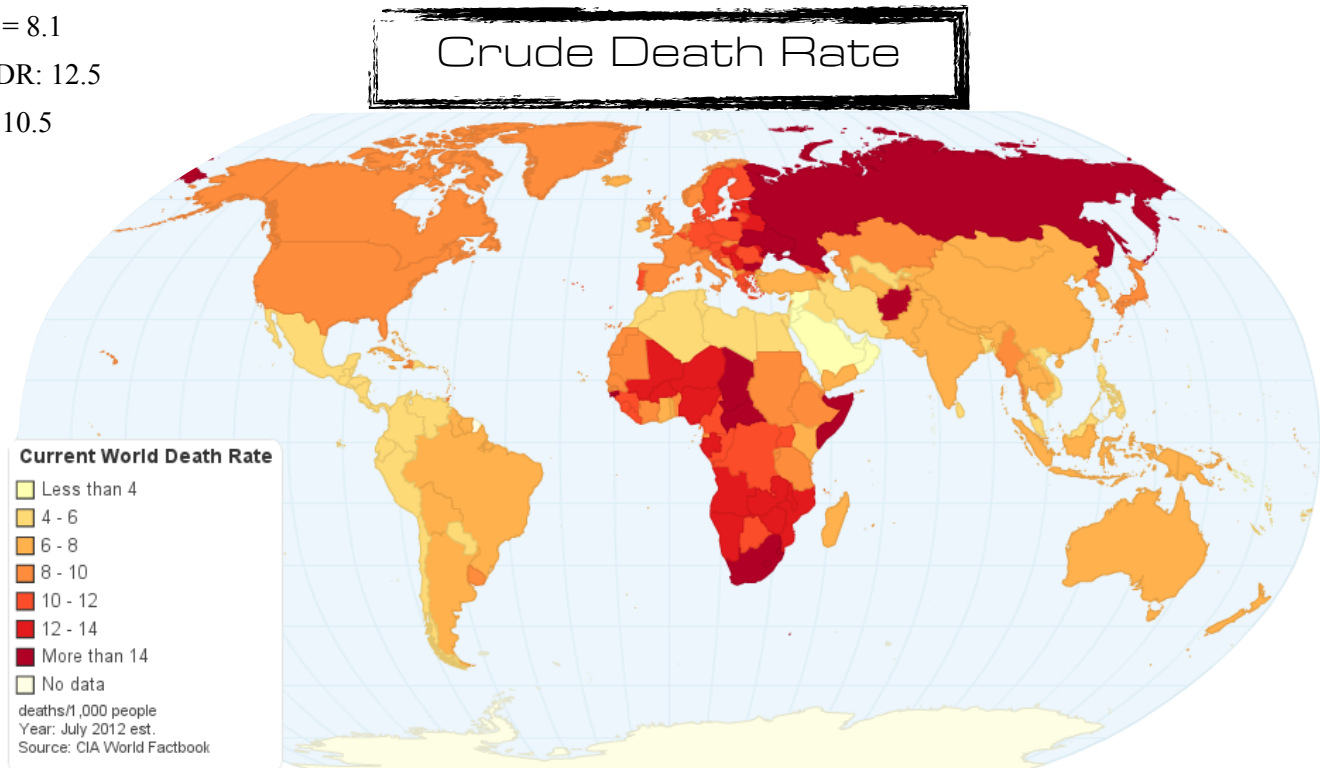 = 8.1
DR: 12.5
10.5
Crude Death Rate
Current World Death Rate
Less than 4
4 - 6
6 - 8
8 - 10
10 - 12
12 - 14
More than 14
No data
deaths/1,000 people
Year: July 2012 est.
Source: CIA World Factbook